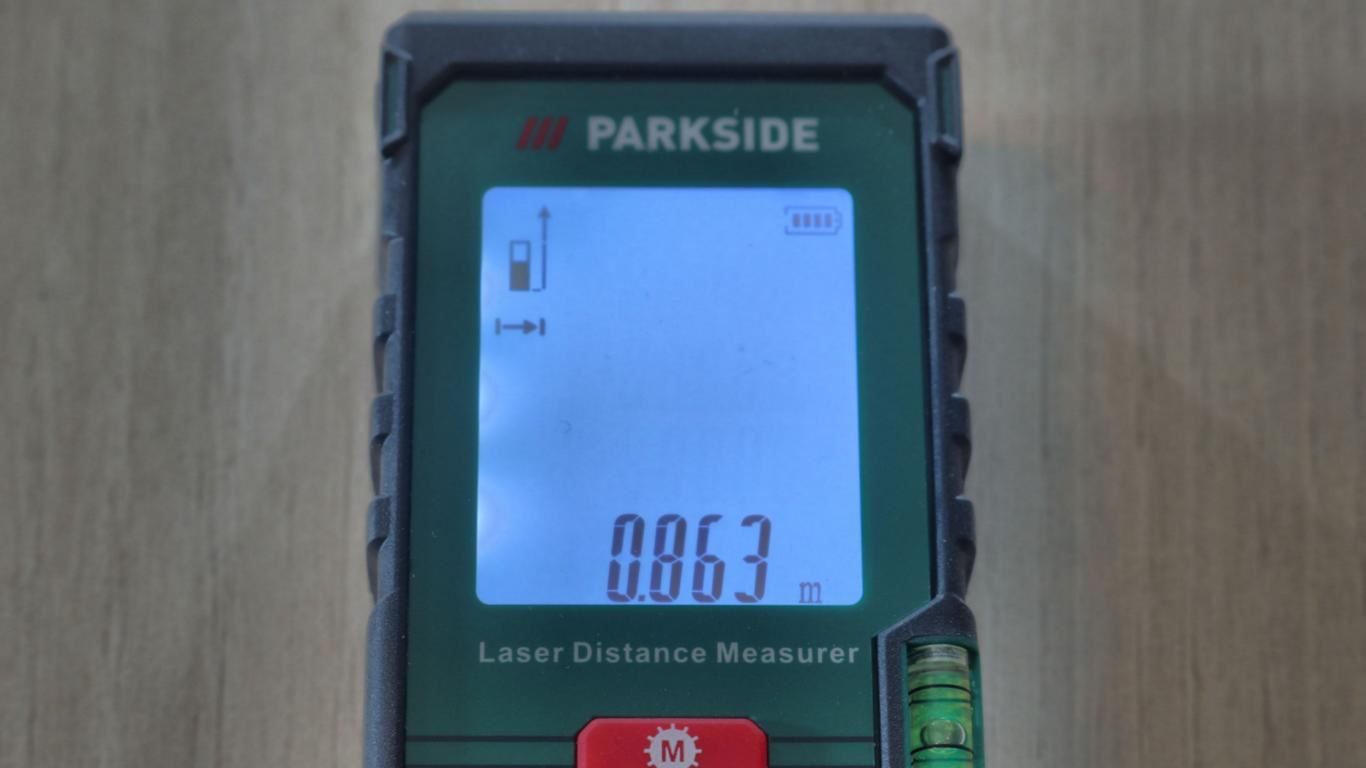 PARKSIDE
0.863 m
Laser Distance Measurer
M